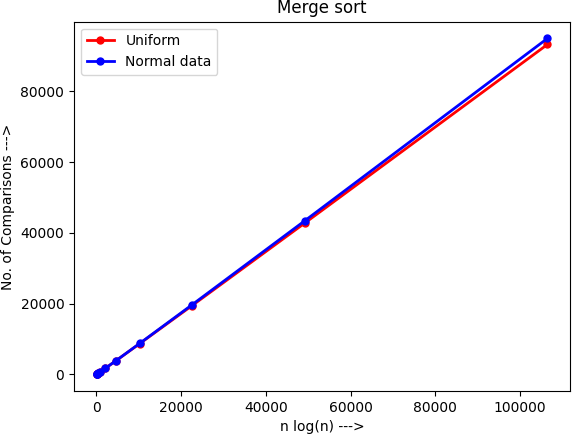 Merge sort
Uniform
Normal data
No. of Comparisons --->
80000
60000
40000
20000
0
0 20000 40000 60000 80000 100000
n log(n) --->